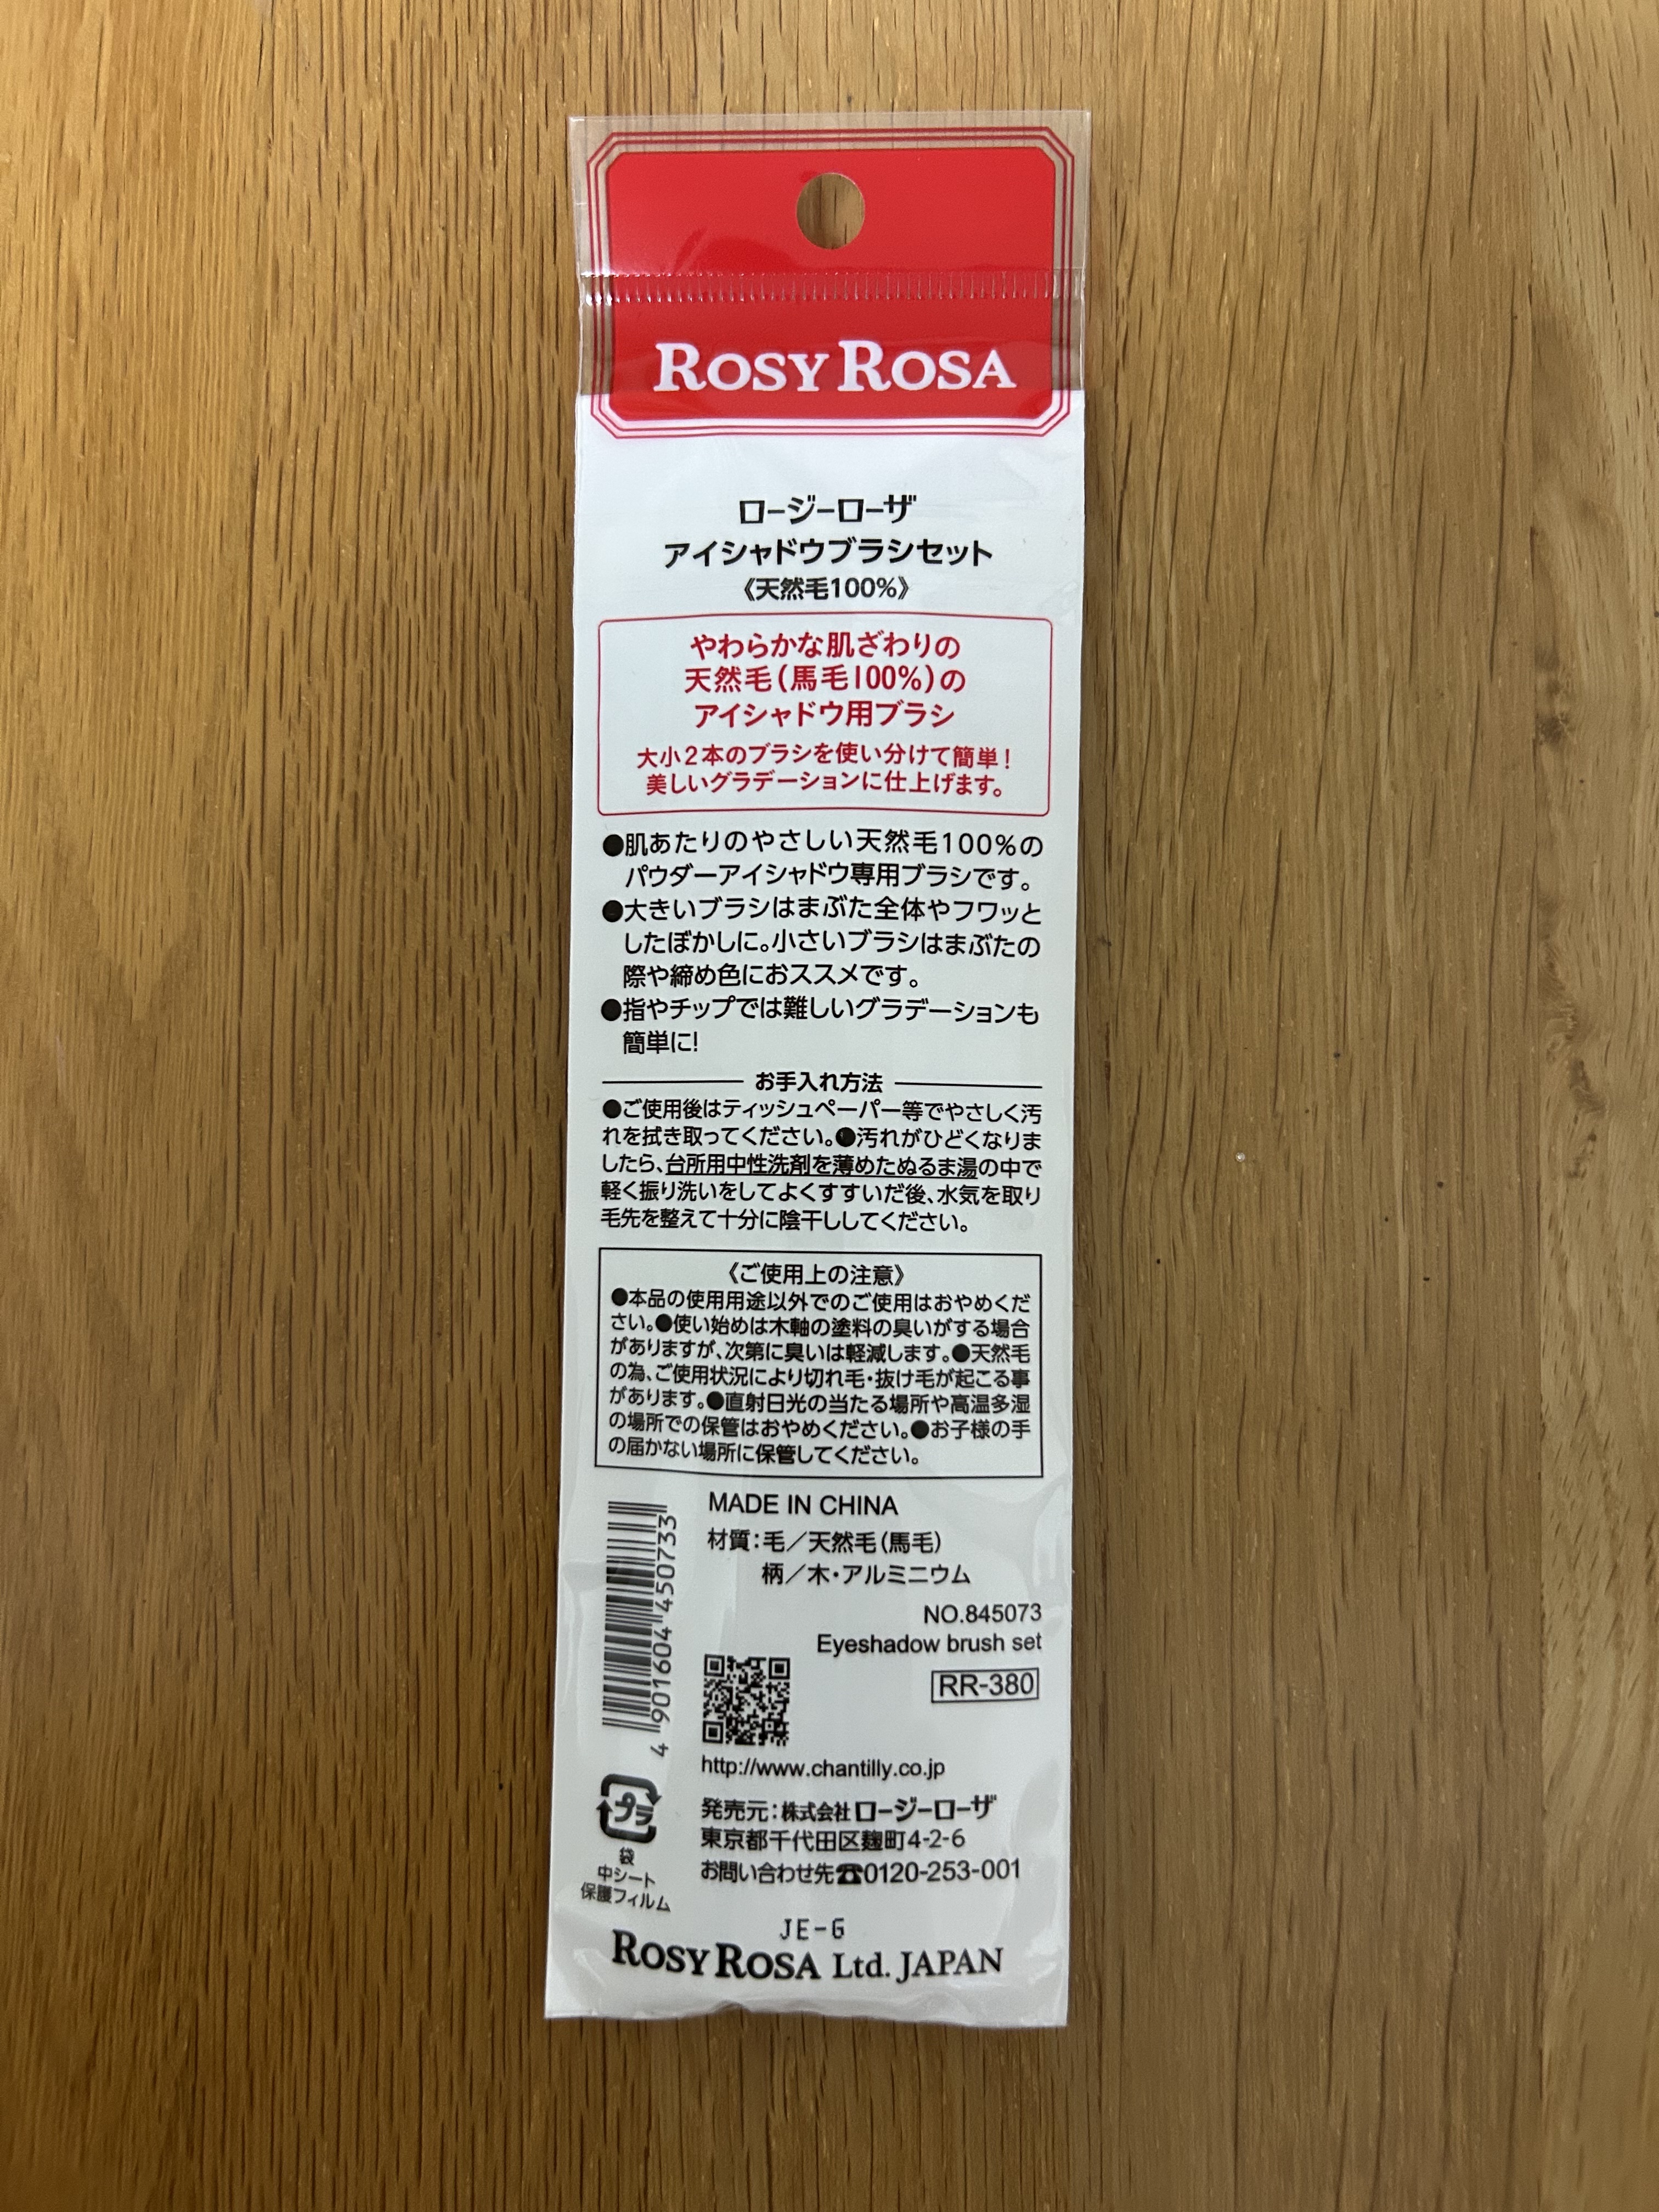 ROSY ROSA
ロージーローザ
アイシャドウブラシセット
《天然毛100%》
やわらかな肌ざわりの
天然毛(馬毛100%)の
アイシャドウ用ブラシ
大小2本のブラシを使い分けて簡単!
美しいグラデーションに仕上げます。
●肌あたりのやさしい天然毛100%の
パウダーアイシャドウ専用ブラシです。
●大きいブラシはまぶた全体やフワッと
したぼかしに。小さいブラシはまぶたの
際や締め色におススメです。
●指やチップでは難しいグラデーションも
簡単に!
お手入れ方法
●ご使用後はティッシュペーパー等でやさしく汚
れを拭き取ってください。●汚れがひどくなりま
したら、台所用中性洗剤を薄めたぬるま湯の中で
軽く振り洗いをしてよくすすいだ後、水気を取り
毛先を整えて十分に陰干ししてください。
《ご使用上の注意》
●本品の使用用途以外でのご使用はおやめくだ
さい。●使い始めは木軸の塗料の臭いがする場合
がありますが、次第に臭いは軽減します。●天然毛
の為、ご使用状況により切れ毛・抜け毛が起こる事
があります。●直射日光の当たる場所や高温多湿
の場所での保管はおやめください。●お子様の手
の届かない場所に保管してください。
MADE IN CHINA
材質:毛/天然毛(馬毛)
柄/木・アルミニウム
NO.845073
Eyeshadow brush set
RR-380
4 901604 450733
http://www.chantilly.co.jp
プラ
袋
中シート
保護フィルム
発売元:株式会社ロージーローザ
東京都千代田区麹町4-2-6
お問い合わせ先☎0120-253-001
JE-G
ROSY ROSA Ltd. JAPAN